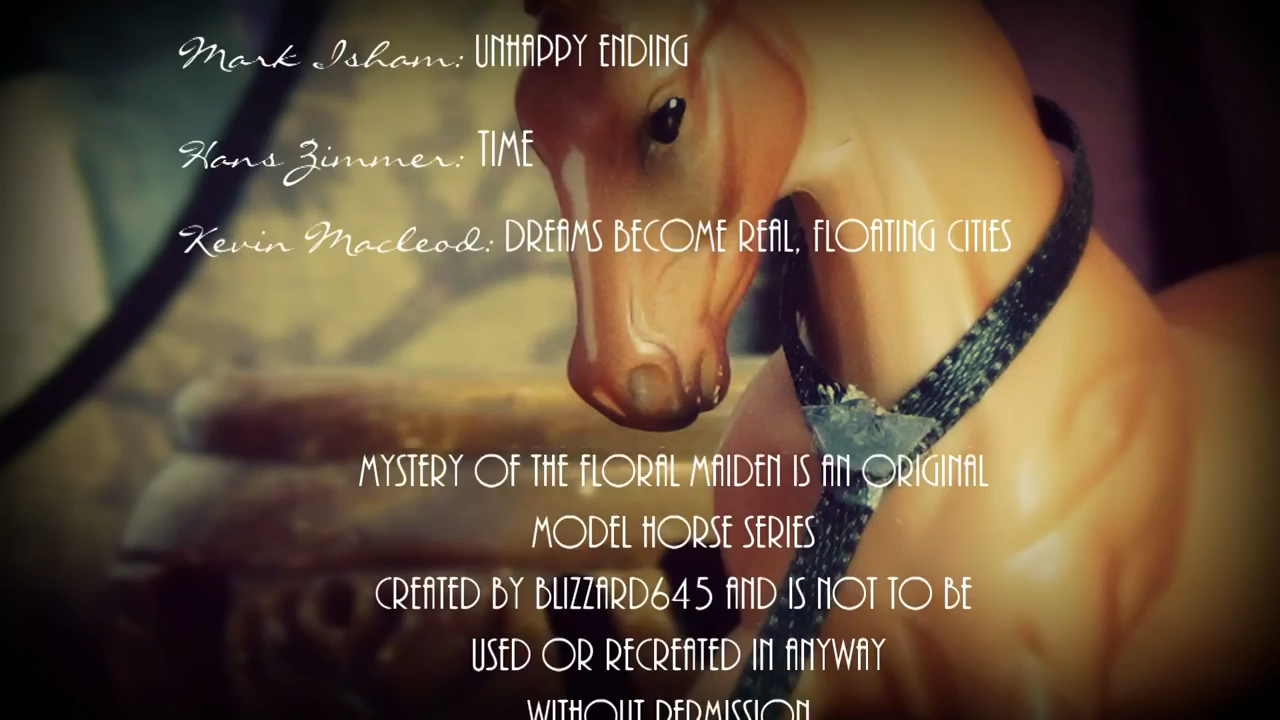 Mark Isham: UNHAPPY ENDING
Hans Zimmer: TIME
Kevin Macleod: DREAMS BECOME REAL, FLOATING CITIES
MYSTERY OF THE FLORAL MAIDEN IS AN ORIGINAL
MODEL HORSE SERIES
CREATED BY BLIZZARD645 AND IS NOT TO BE
USED OR RECREATED IN ANYWAY
WITHOUT PERMISSION